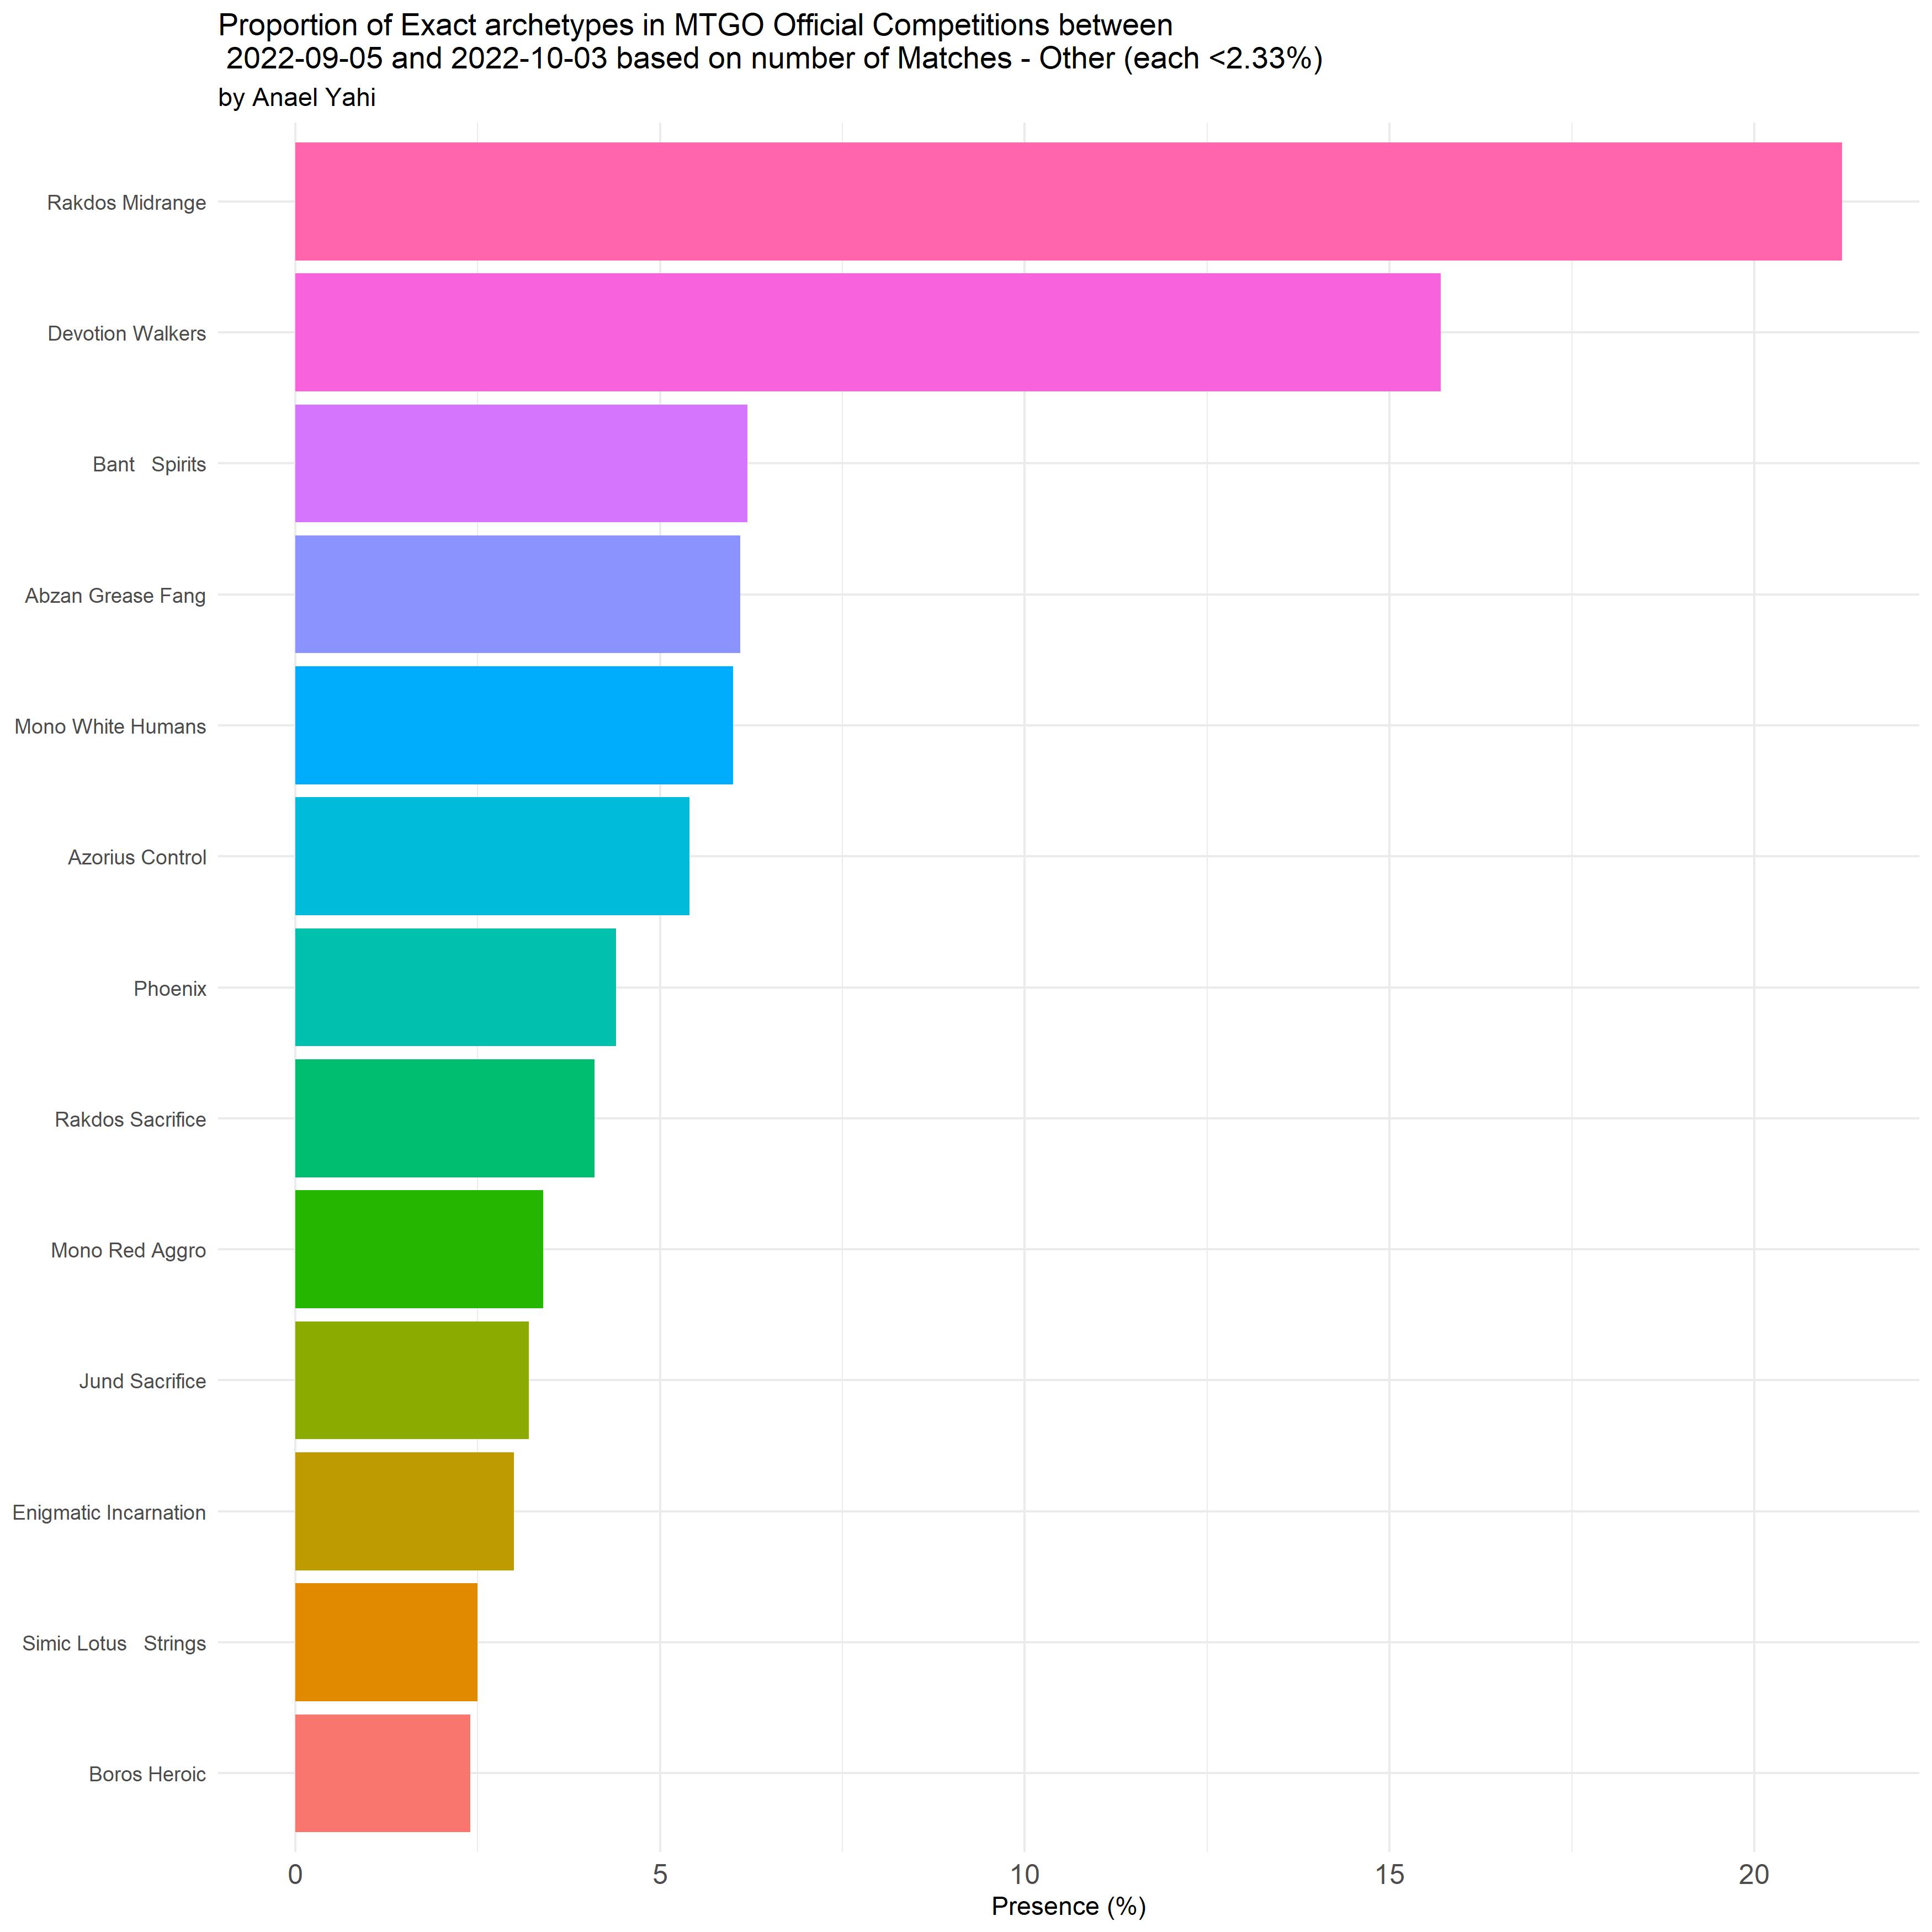 Proportion of Exact archetypes in MTGO Official Competitions between
2022-09-05 and 2022-10-03 based on number of Matches - Other (each <2.33%)
by Anael Yahi
Rakdos Midrange
Devotion Walkers
Bant   Spirits
Abzan Grease Fang
Mono White Humans
Azorius Control
Phoenix
Rakdos Sacrifice
Mono Red Aggro
Jund Sacrifice
Enigmatic Incarnation
Simic Lotus   Strings
Boros Heroic
0 5 10 15 20
Presence (%)